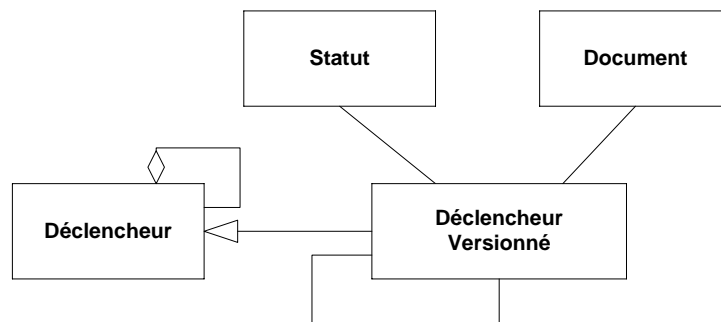 Statut
Document
Déclencheur
Déclencheur
Versionné